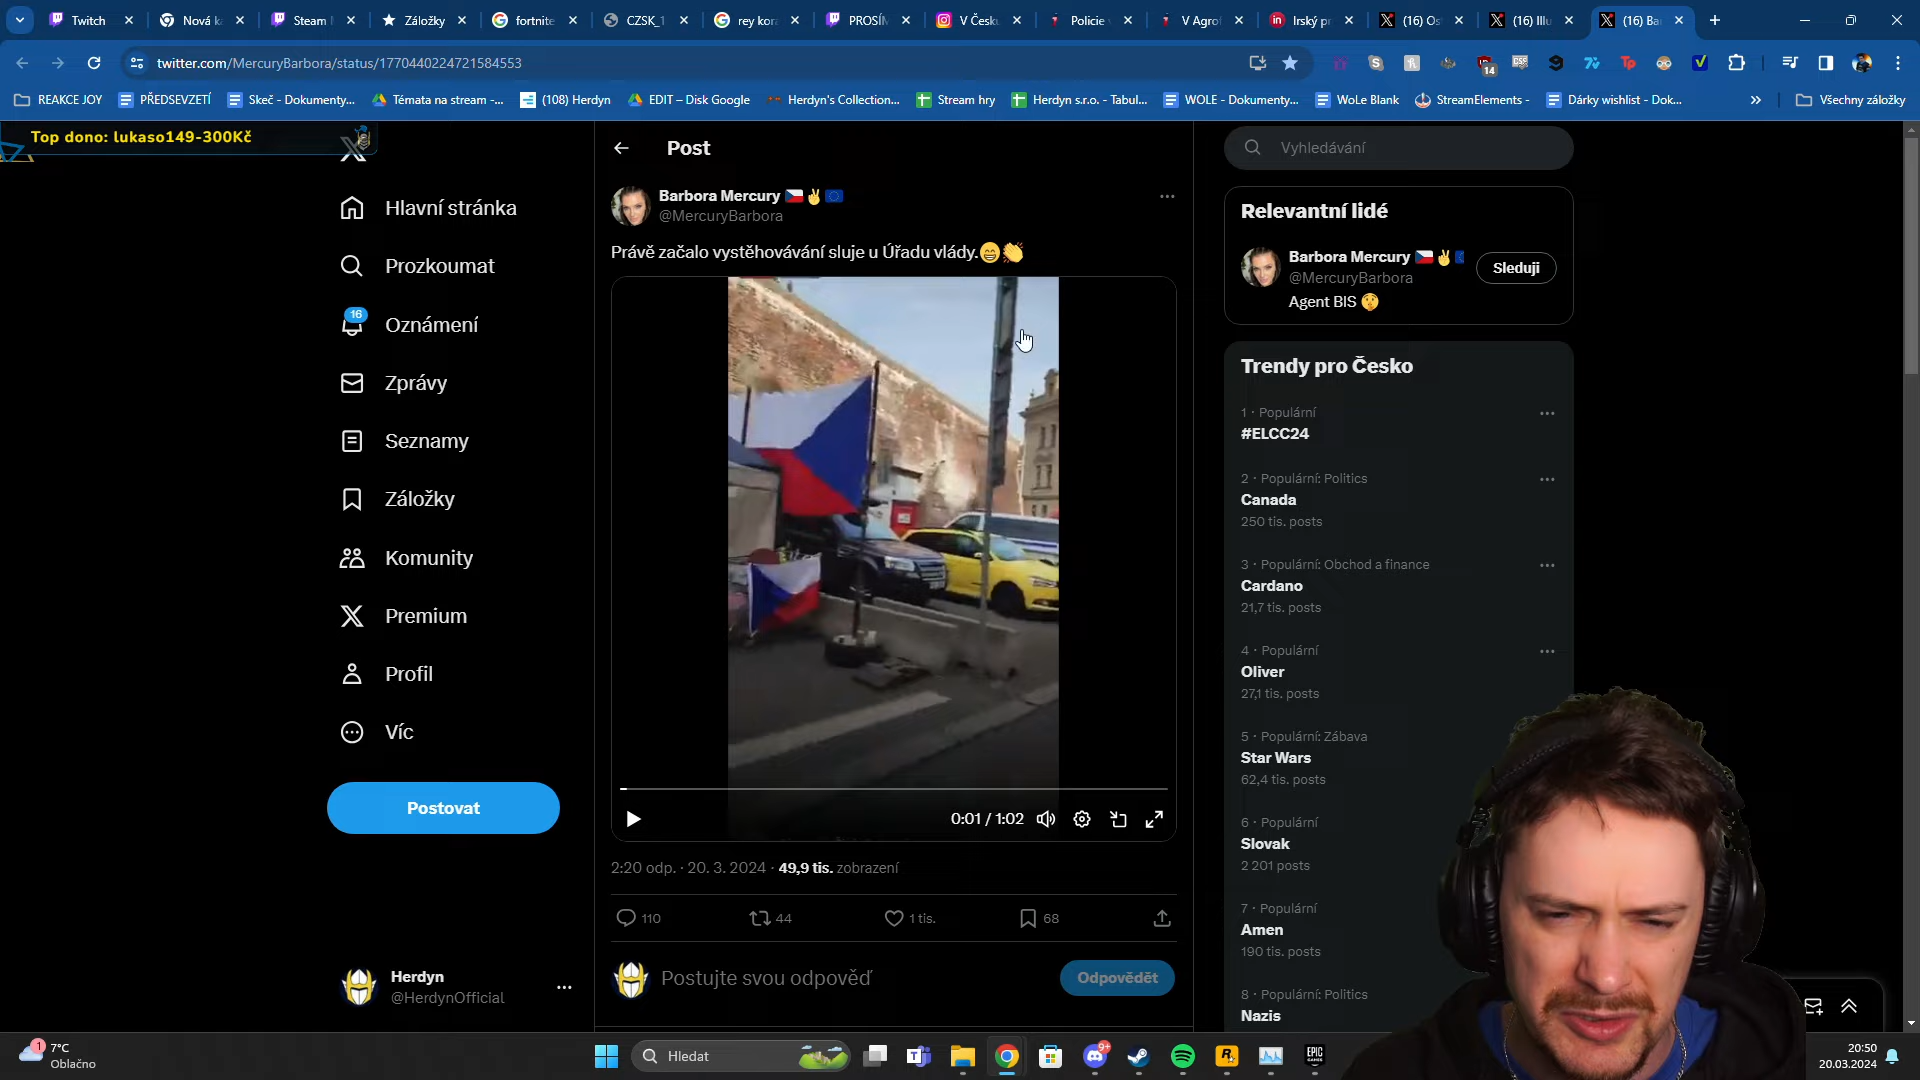 Twitch
Nová k
Steam
Záložky
fortnite
CZSK_1
rey kor
PROSÍM
V Česk
Policie
V Agrof
Irský p
(16) O
(16) Illu
(16) Ba
twitter.com/MercuryBarbora/status/1770440224721584553
14
REAKCE JOY
PŘEDSEVZETÍ
Skeč - Dokumenty...
Témata na stream -...
(108) Herdyn
EDIT – Disk Google
Herdyn's Collection...
Stream hry
Herdyn s.r.o. - Tabul...
WOLE - Dokumenty...
WoLe Blank
StreamElements -
Dárky wishlist - Dok...
Všechny záložky
Top dono: lukaso149-300Kč
Hlavní stránka
Prozkoumat
16
Oznámení
Zprávy
Seznamy
Záložky
Komunity
Premium
Profil
Víc
Postovat
Herdyn
@HerdynOfficial
Post
Barbora Mercury 🇨🇿✌️🇪🇺
@MercuryBarbora
Právě začalo vystěhovávání sluje u Úřadu vlády.😁👏
0:01 / 1:02
2:20 odp. · 20. 3. 2024 · 49,9 tis. zobrazení
110
44
1 tis.
68
Postujte svou odpověď
Odpovědět
Vyhledávání
Relevantní lidé
Barbora Mercury 🇨🇿✌️
@MercuryBarbora
Sleduji
Agent BIS 🤫
Trendy pro Česko
1 · Populární
#ELCC24
2 · Populární: Politics
Canada
250 tis. posts
3 · Populární: Obchod a finance
Cardano
21,7 tis. posts
4 · Populární
Oliver
27,1 tis. posts
5 · Populární: Zábava
Star Wars
62,4 tis. posts
6 · Populární
Slovak
2 201 posts
7 · Populární
Amen
190 tis. posts
8 · Populární: Politics
Nazis
1
7°C
Oblačno
Hledat
9+
EPIC
20:50
20.03.2024